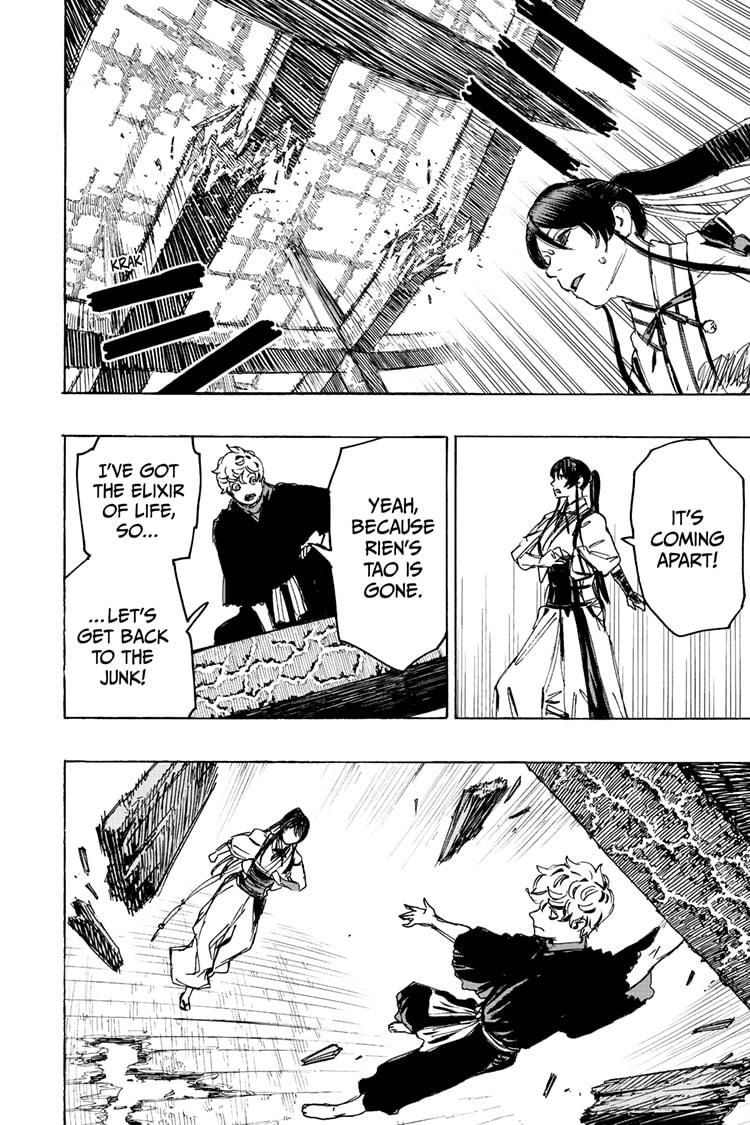 KRAK
IT'S
COMING
APART!
YEAH,
BECAUSE
RIEN'S
TAO IS
GONE.
I'VE GOT
THE ELIXIR
OF LIFE,
SO...
...LET'S
GET BACK
TO THE
JUNK!